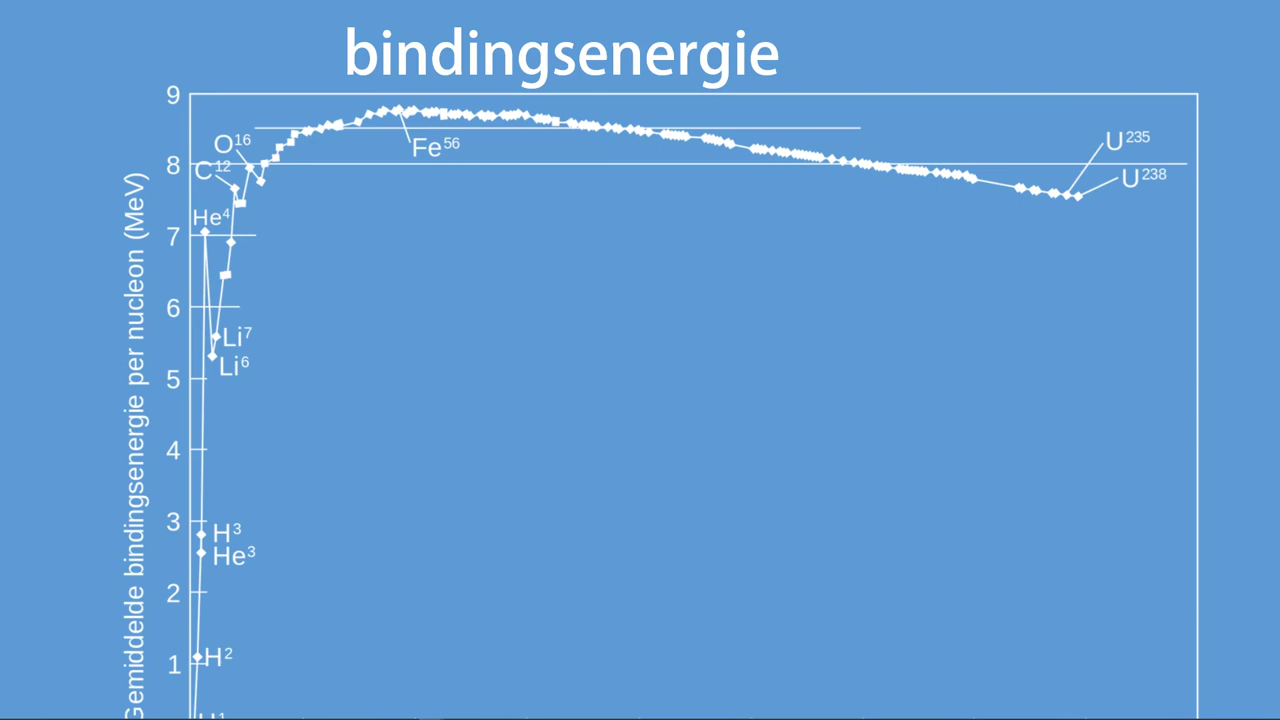 bindingsenergie
9
O¹⁶
Fe⁵⁶
U²³⁵
8
C¹²
U²³⁸
He⁴
7
6
Li⁷
Li⁶
5
4
3
H³
He³
2
H²
1
Gemiddelde bindingsenergie per nucleon (MeV)
H¹